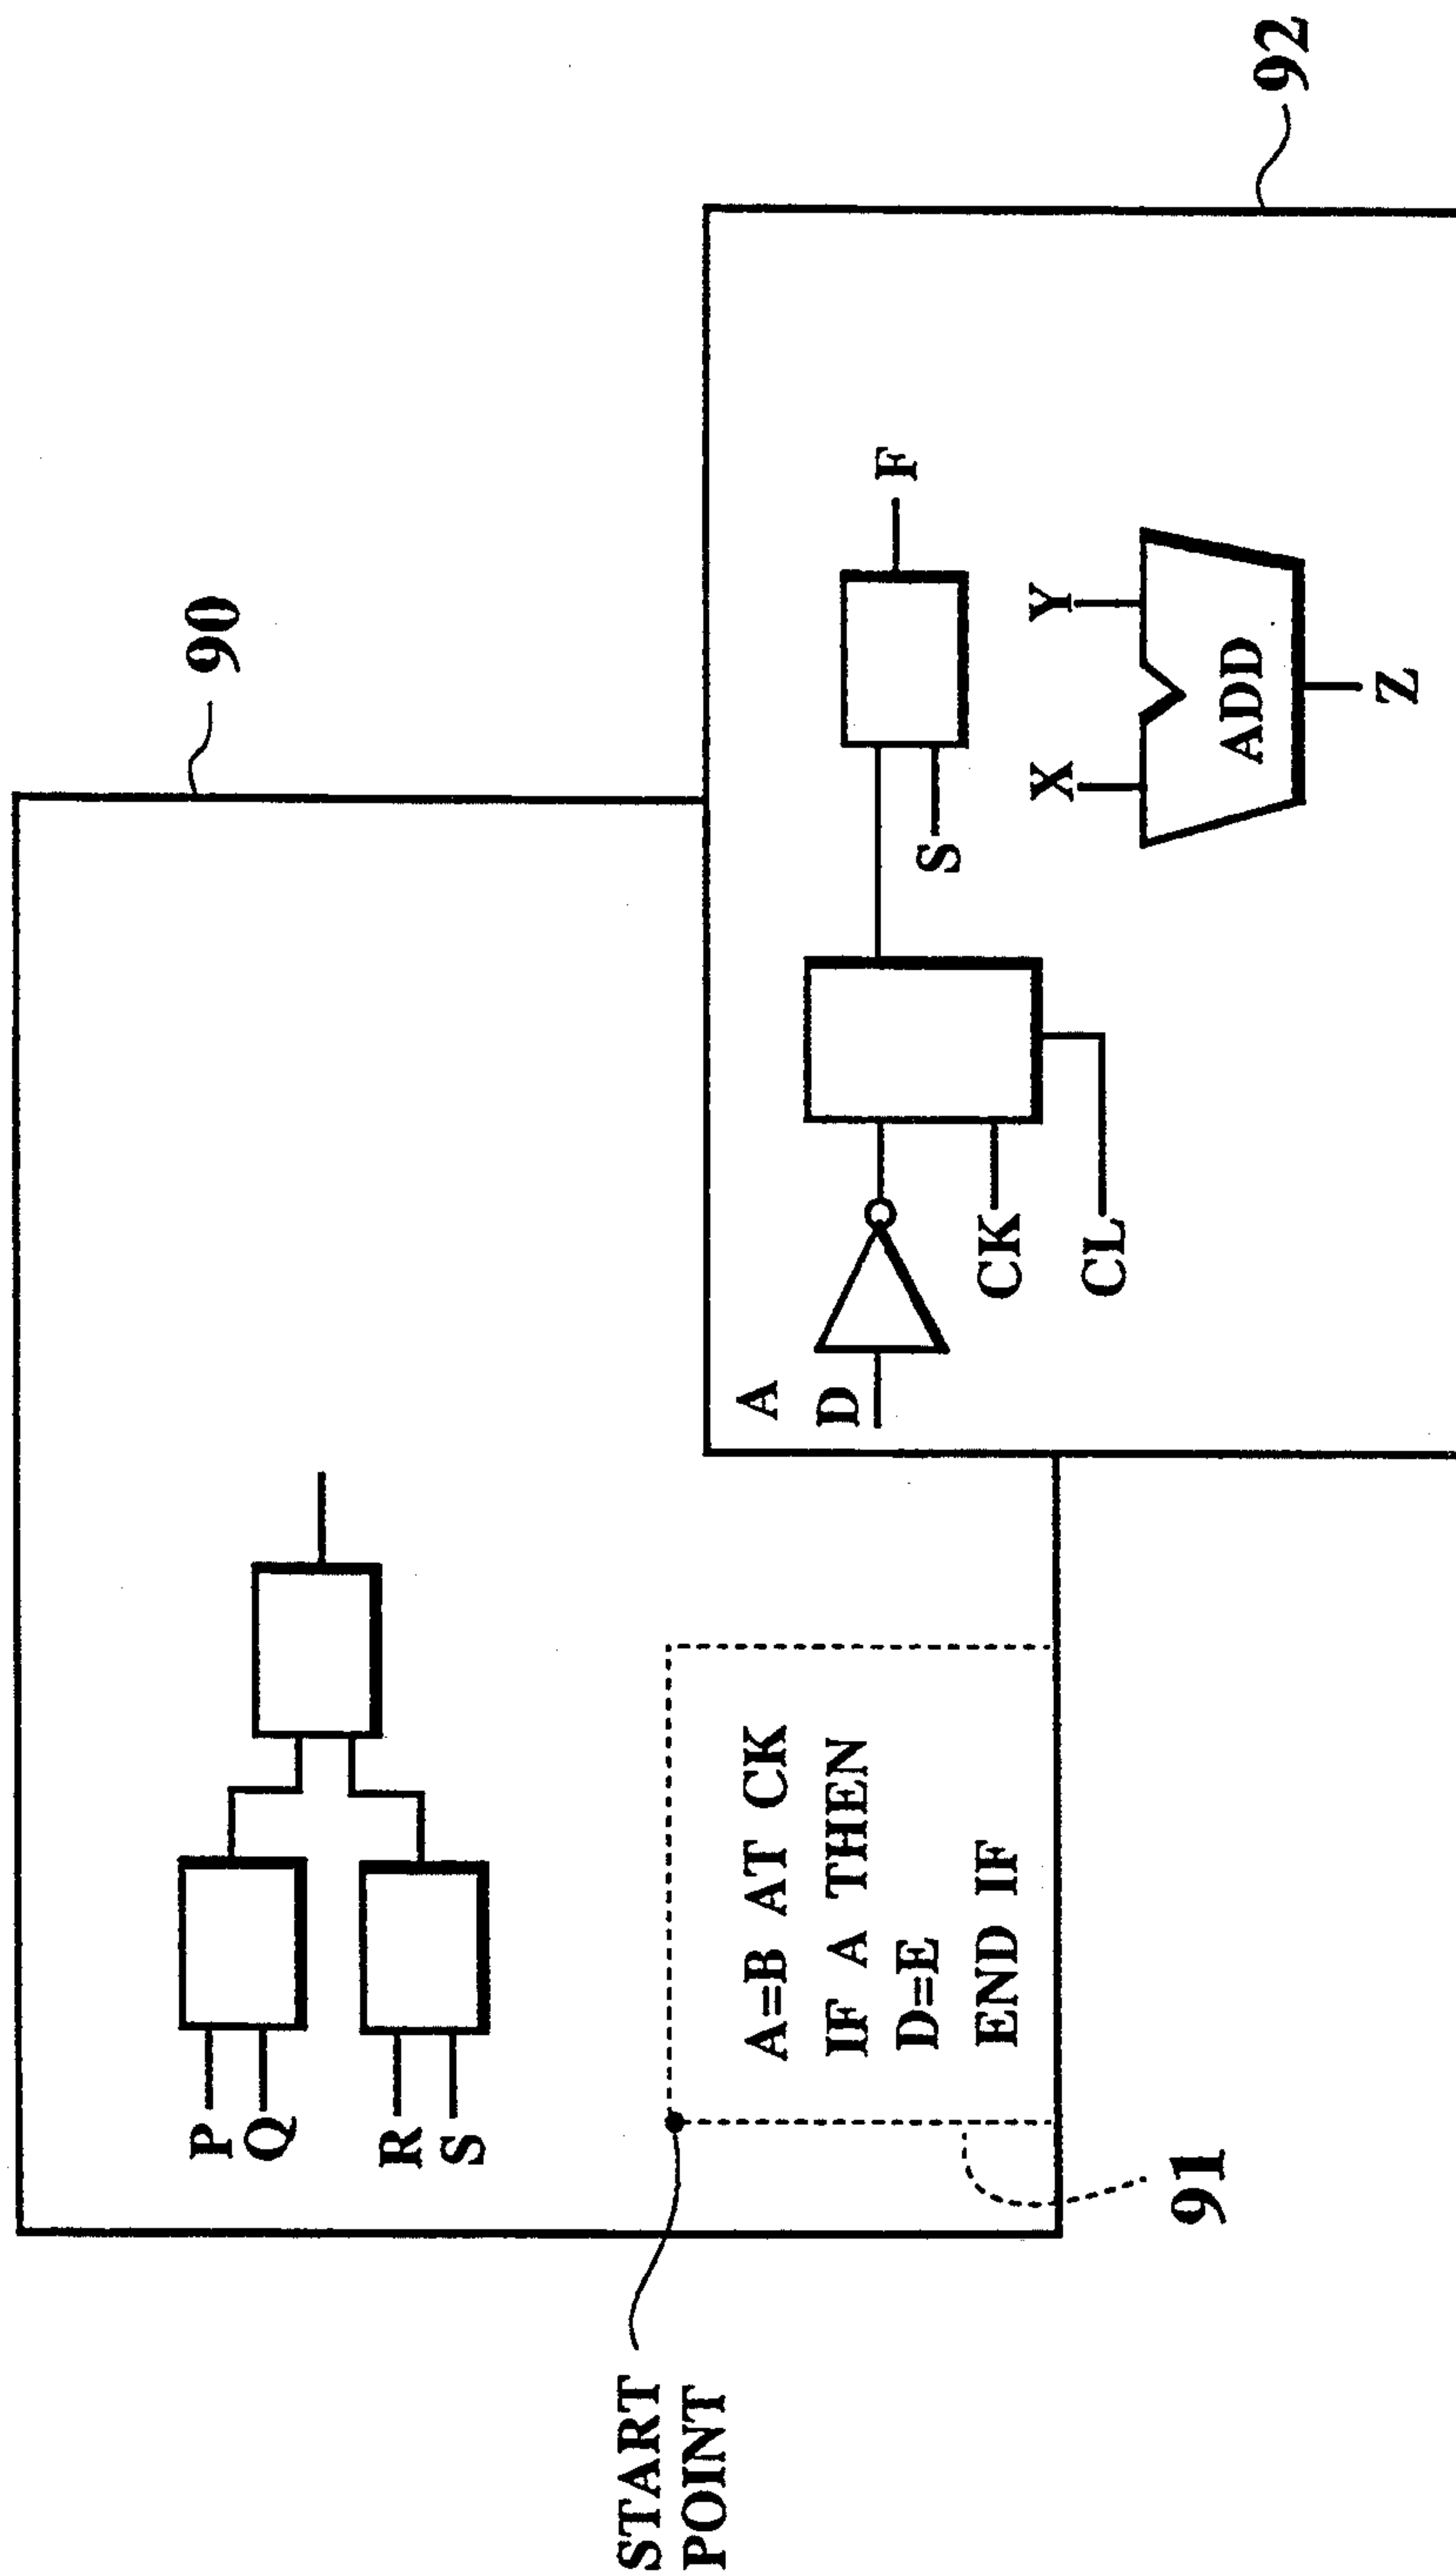 90
P
Q
R
S
START
POINT
A=B AT CK
IF A THEN
D=E
END IF
91
92
A
D
F
S
CK
CL
X
Y
ADD
Z